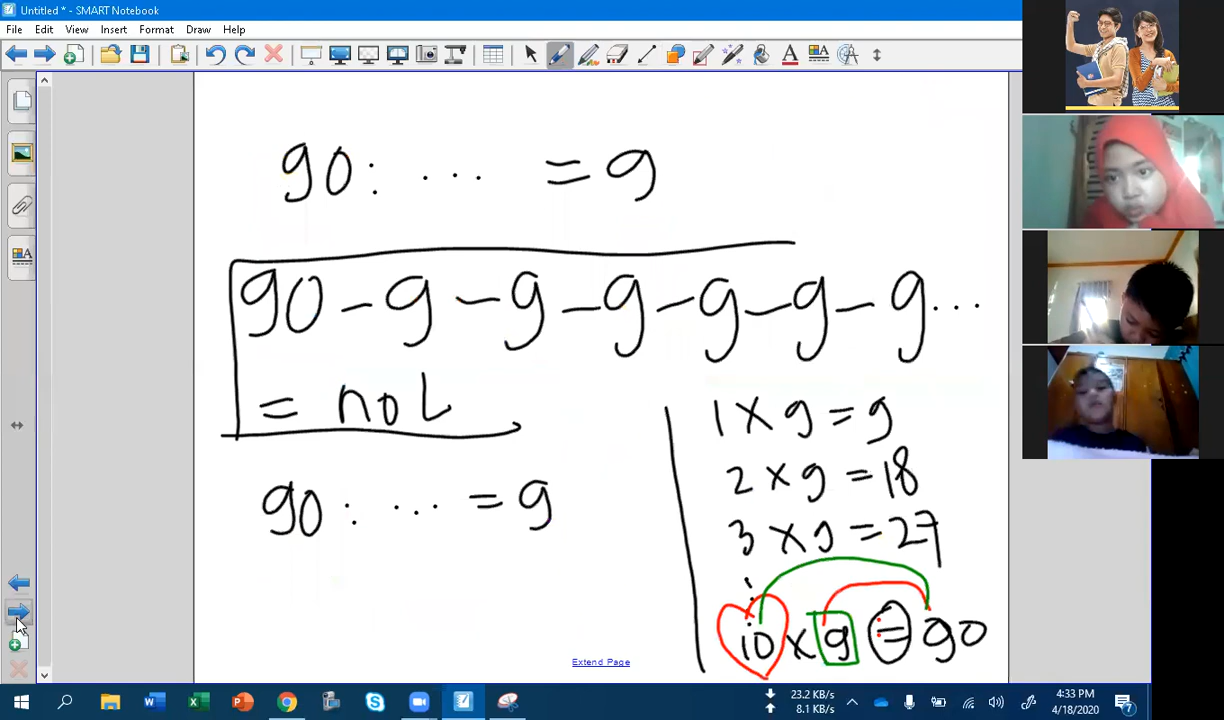 Untitled * - SMART Notebook
File Edit View Insert Format Draw Help
90 : ... = 9
90 - 9 - 9 - 9 - 9 - 9 - 9 ...
= nol
90 : ... = 9
1 x 9 = 9
2 x 9 = 18
3 x 9 = 27
:
10 x 9 = 90
Extend Page
23.2 KB/s
8.1 KB/s
4:33 PM
4/18/2020
7